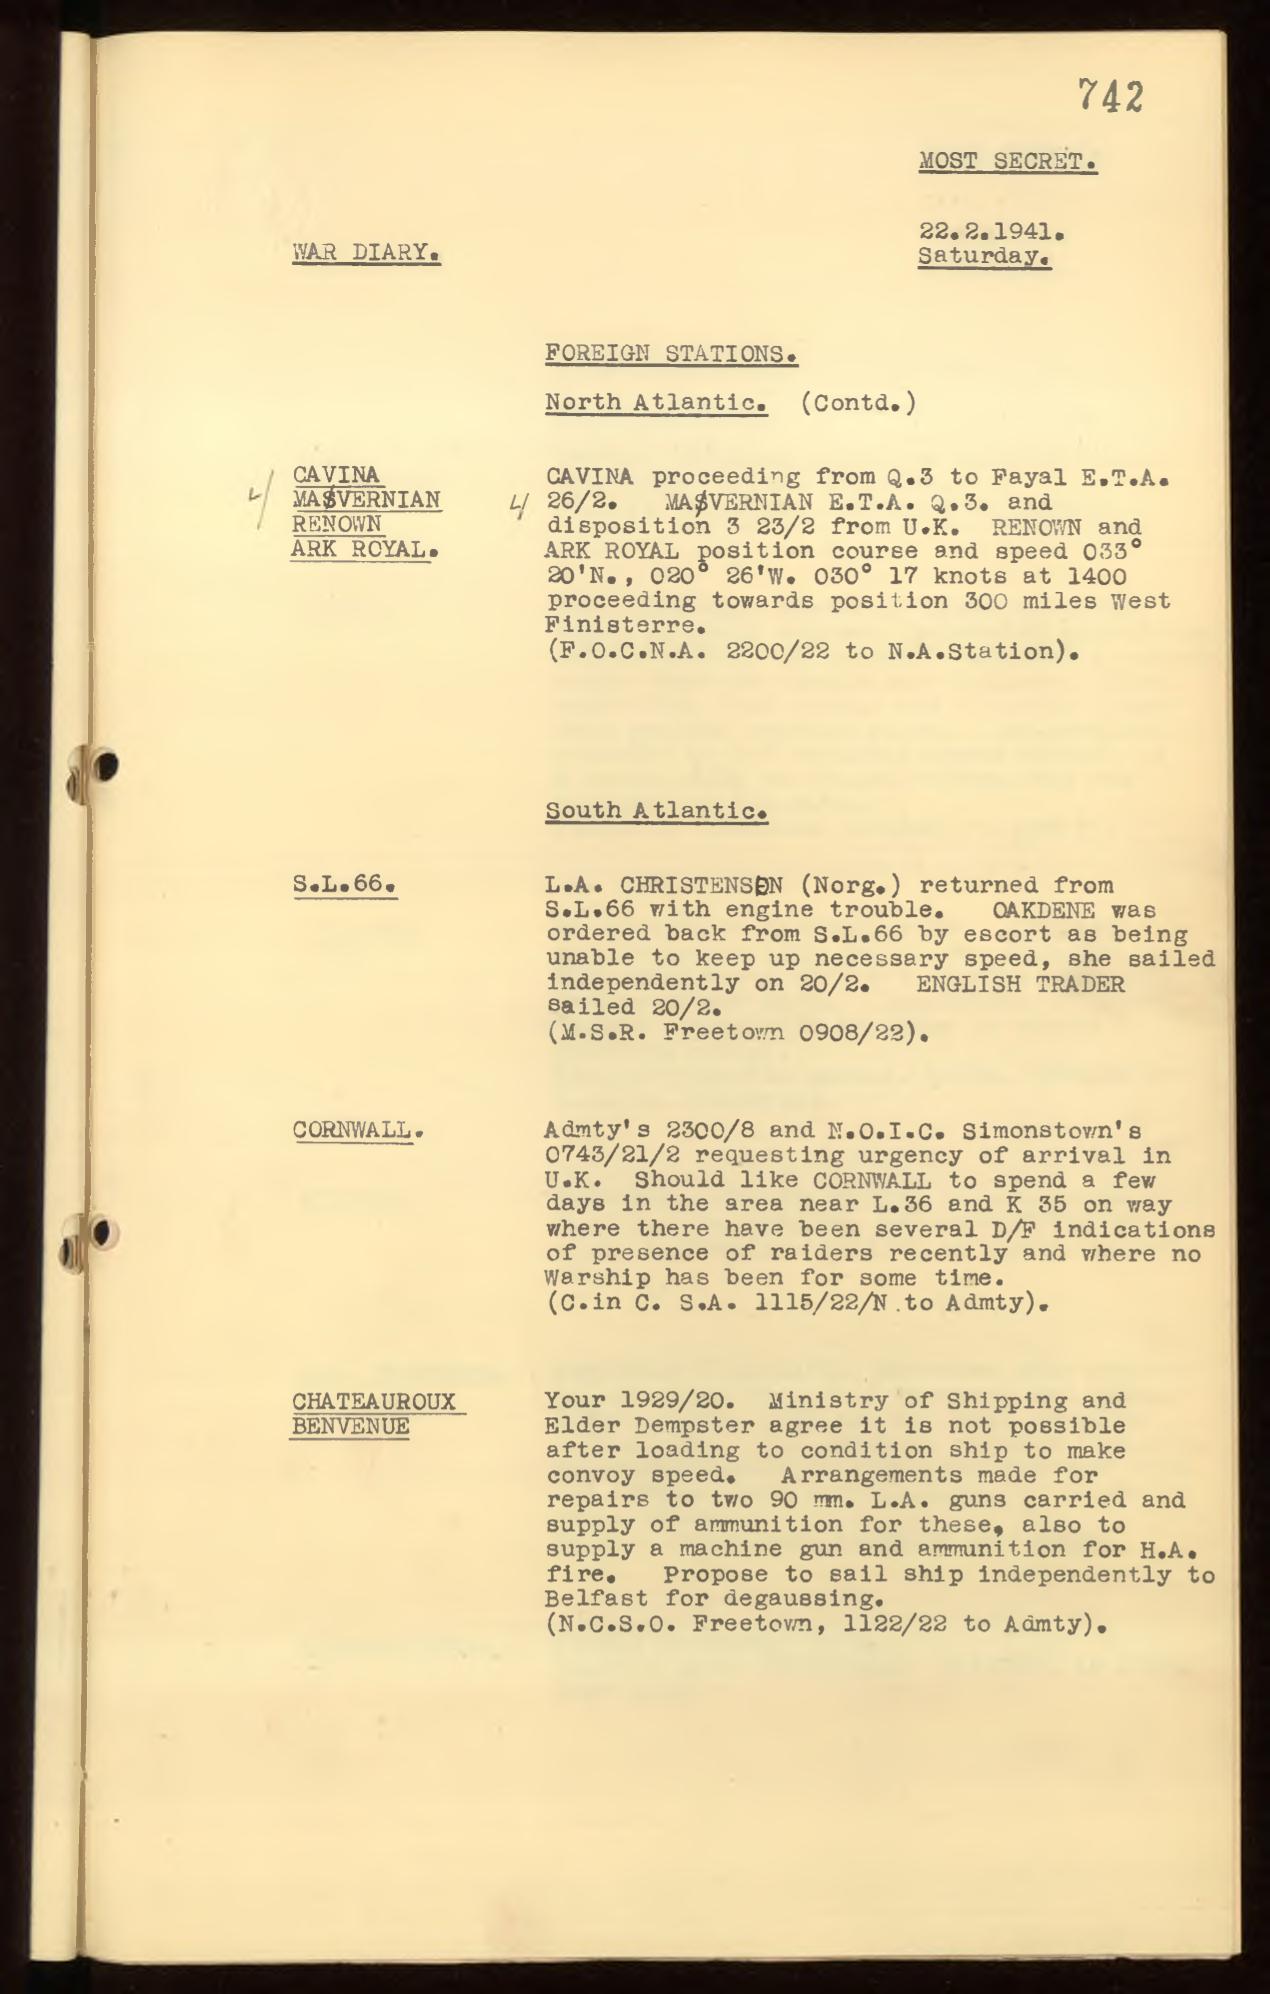 742
MOST SECRET.
22.2.1941.
Saturday.
WAR DIARY.
FOREIGN STATIONS.
North Atlantic. (Contd.)
CAVINA
MA$VERNIAN
RENOWN
ARK ROYAL.
CAVINA proceeding from Q.3 to Fayal E.T.A.
26/2. MA$VERNIAN E.T.A. Q.3. and
disposition 3 23/2 from U.K. RENOWN and
ARK ROYAL position course and speed 033°
20'N., 020° 26'W. 030° 17 knots at 1400
proceeding towards position 300 miles West
Finisterre.
(F.O.C.N.A. 2200/22 to N.A.Station).
South Atlantic.
S.L.66.
L.A. CHRISTENSEN (Norg.) returned from
S.L.66 with engine trouble. OAKDENE was
ordered back from S.L.66 by escort as being
unable to keep up necessary speed, she sailed
independently on 20/2. ENGLISH TRADER
sailed 20/2.
(M.S.R. Freetown 0908/22).
CORNWALL.
Admty's 2300/8 and N.O.I.C. Simonstown's
0743/21/2 requesting urgency of arrival in
U.K. Should like CORNWALL to spend a few
days in the area near L.36 and K 35 on way
where there have been several D/F indications
of presence of raiders recently and where no
Warship has been for some time.
(C.in C. S.A. 1115/22/N to Admty).
CHATEAUROUX
BENVENUE
Your 1929/20. Ministry of Shipping and
Elder Dempster agree it is not possible
after loading to condition ship to make
convoy speed. Arrangements made for
repairs to two 90 mm. L.A. guns carried and
supply of ammunition for these, also to
supply a machine gun and ammunition for H.A.
fire. Propose to sail ship independently to
Belfast for degaussing.
(N.C.S.O. Freetown, 1122/22 to Admty).